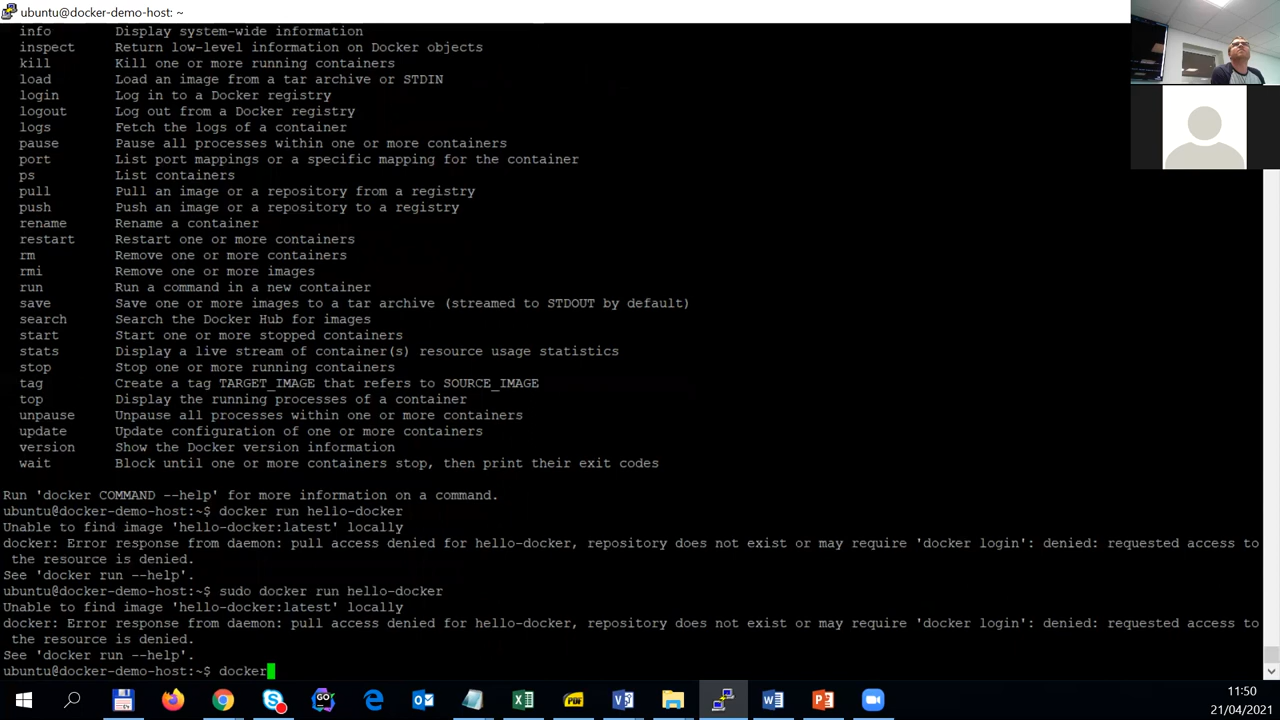 ubuntu@docker-demo-host: ~
info Display system-wide information
inspect Return low-level information on Docker objects
kill Kill one or more running containers
load Load an image from a tar archive or STDIN
login Log in to a Docker registry
logout Log out from a Docker registry
logs Fetch the logs of a container
pause Pause all processes within one or more containers
port List port mappings or a specific mapping for the container
ps List containers
pull Pull an image or a repository from a registry
push Push an image or a repository to a registry
rename Rename a container
restart Restart one or more containers
rm Remove one or more containers
rmi Remove one or more images
run Run a command in a new container
save Save one or more images to a tar archive (streamed to STDOUT by default)
search Search the Docker Hub for images
start Start one or more stopped containers
stats Display a live stream of container(s) resource usage statistics
stop Stop one or more running containers
tag Create a tag TARGET_IMAGE that refers to SOURCE_IMAGE
top Display the running processes of a container
unpause Unpause all processes within one or more containers
update Update configuration of one or more containers
version Show the Docker version information
wait Block until one or more containers stop, then print their exit codes
Run 'docker COMMAND --help' for more information on a command.
ubuntu@docker-demo-host:~$ docker run hello-docker
Unable to find image 'hello-docker:latest' locally
docker: Error response from daemon: pull access denied for hello-docker, repository does not exist or may require 'docker login': denied: requested access to
the resource is denied.
See 'docker run --help'.
ubuntu@docker-demo-host:~$ sudo docker run hello-docker
Unable to find image 'hello-docker:latest' locally
docker: Error response from daemon: pull access denied for hello-docker, repository does not exist or may require 'docker login': denied: requested access to
the resource is denied.
See 'docker run --help'.
ubuntu@docker-demo-host:~$ docker
GO
PDF
11:50
21/04/2021